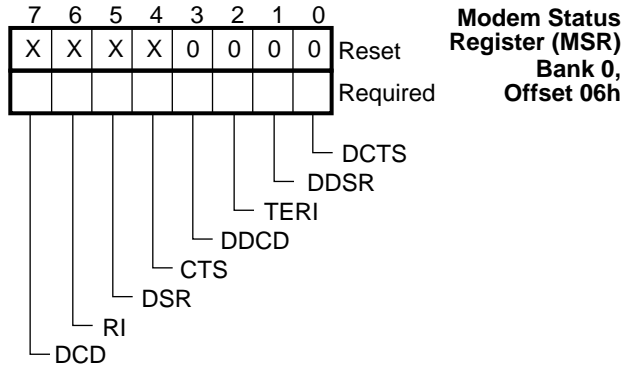 7 6 5 4 3 2 1 0
X X X X 0 0 0 0 Reset
Required
Modem Status
Register (MSR)
Bank 0,
Offset 06h
DCTS
DDSR
TERI
DDCD
CTS
DSR
RI
DCD